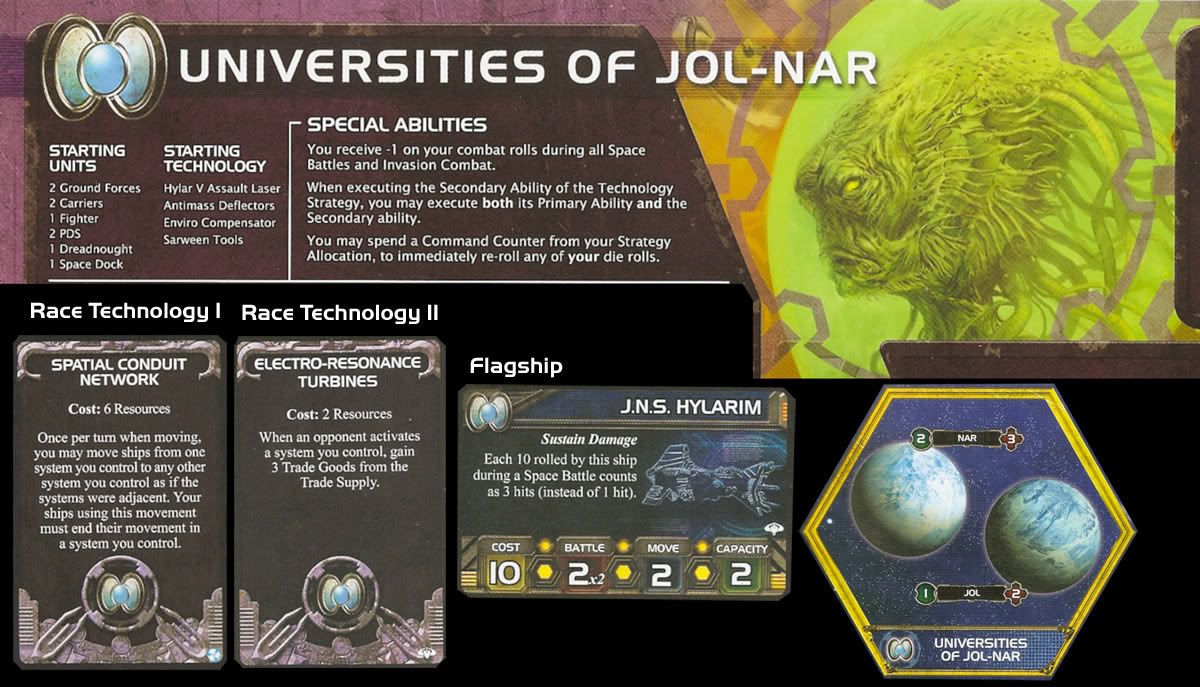 UNIVERSITIES OF JOL-NAR
STARTING
UNITS
2 Ground Forces
2 Carriers
1 Fighter
2 PDS
1 Dreadnought
1 Space Dock
STARTING
TECHNOLOGY
Hylar V Assault Laser
Antimass Deflectors
Enviro Compensator
Sarween Tools
SPECIAL ABILITIES
You receive -1 on your combat rolls during all Space
Battles and Invasion Combat.
When executing the Secondary Ability of the Technology
Strategy, you may execute both its Primary Ability and the
Secondary ability.
You may spend a Command Counter from your Strategy
Allocation, to immediately re-roll any of your die rolls.
Race Technology I
SPATIAL CONDUIT
NETWORK
Cost: 6 Resources
Once per turn when moving,
you may move ships from one
system you control to any other
system you control as if the
systems were adjacent. Your
ships using this movement
must end their movement in
a system you control.
Race Technology II
ELECTRO-RESONANCE
TURBINES
Cost: 2 Resources
When an opponent activates
a system you control, gain
3 Trade Goods from the
Trade Supply.
Flagship
J.N.S. HYLARIM
Sustain Damage
Each 10 rolled by this ship
during a Space Battle counts
as 3 hits (instead of 1 hit).
COST BATTLE MOVE CAPACITY
10 2x2 2 2
2 NAR 3
1 JOL 2
UNIVERSITIES
OF JOL-NAR